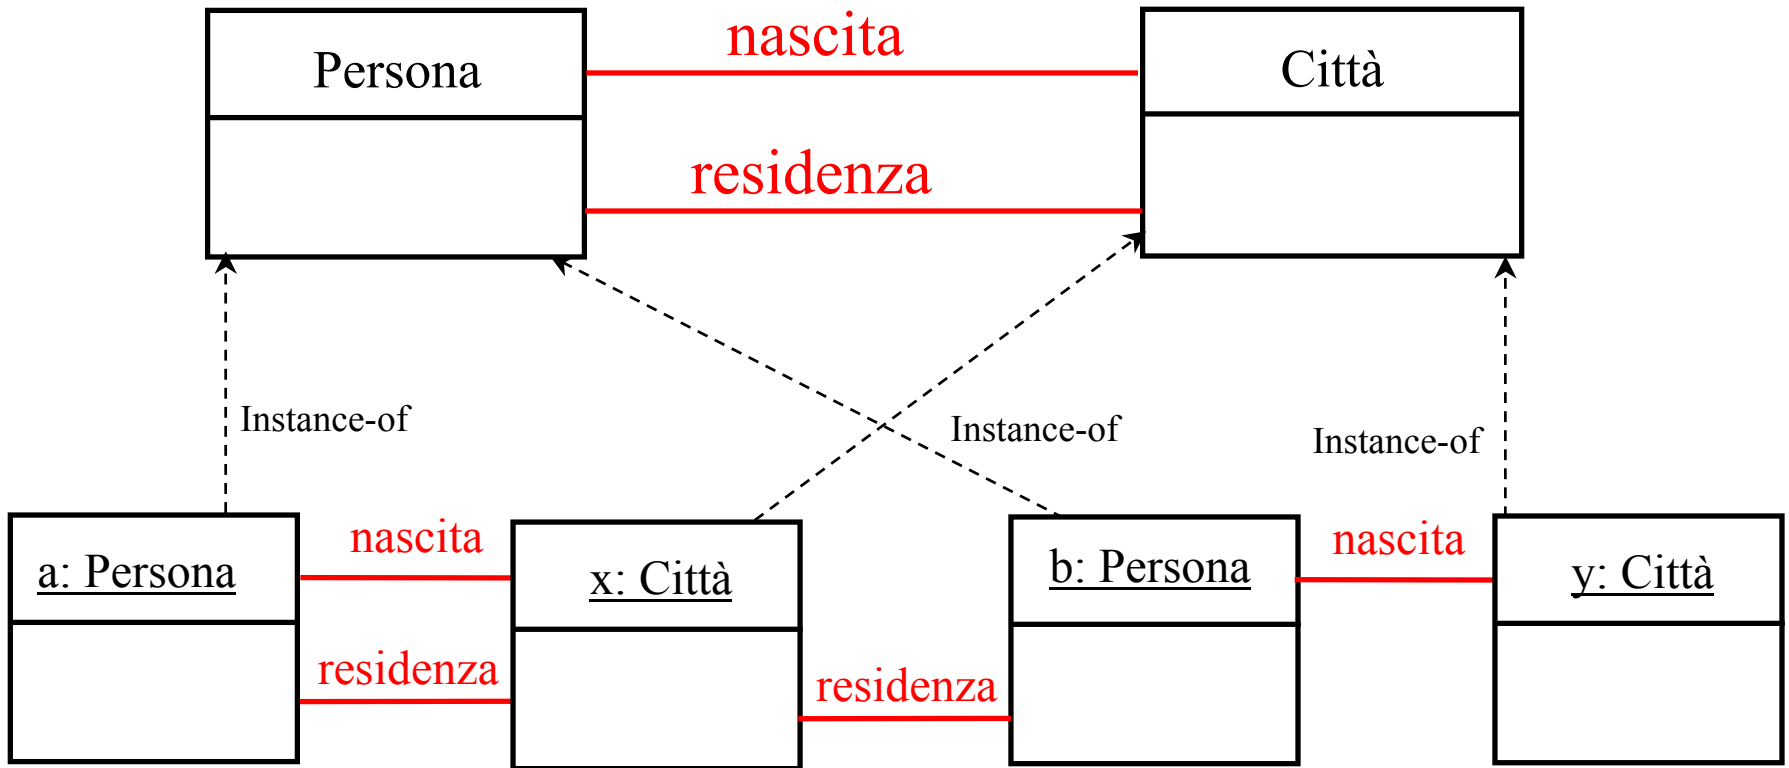 nascita
Persona
Città
residenza
Instance-of
Instance-of
Instance-of
nascita
nascita
a: Persona
x: Città
b: Persona
y: Città
residenza
residenza